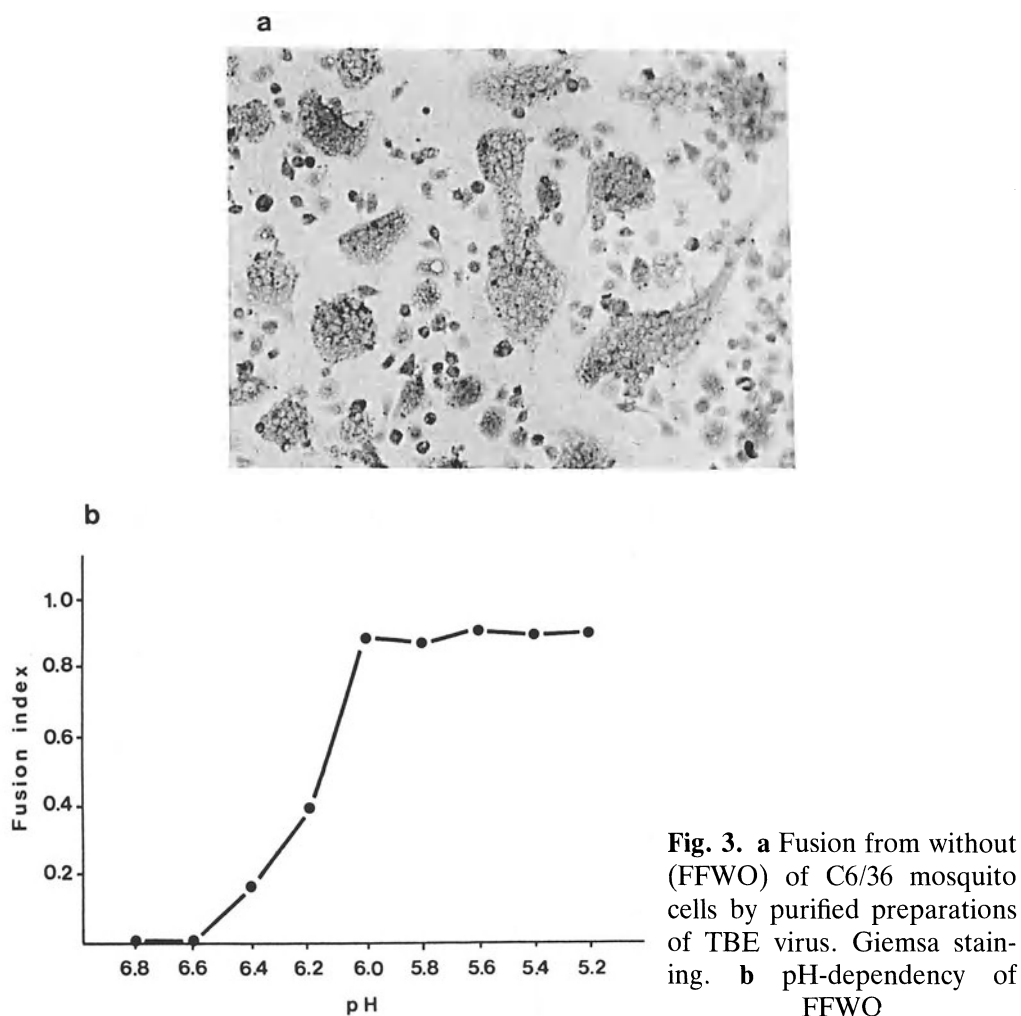 a
b
1.0
0.8
0.6
0.4
0.2
Fusion index
6.8 6.6 6.4 6.2 6.0 5.8 5.6 5.4 5.2
pH
Fig. 3. a Fusion from without
(FFWO) of C6/36 mosquito
cells by purified preparations
of TBE virus. Giemsa stain-
ing. b pH-dependency of
FFWO